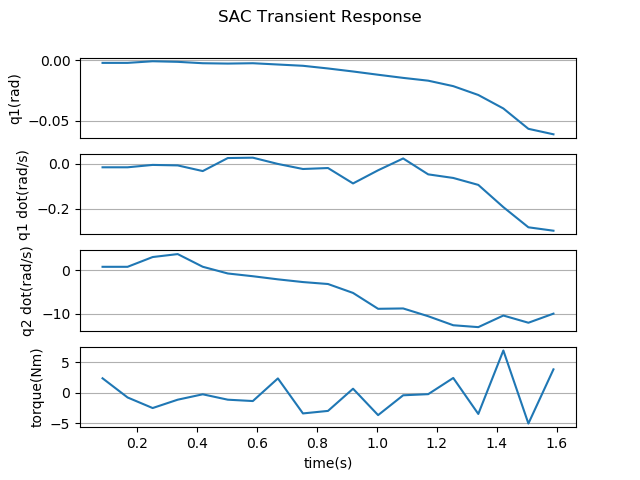 SAC Transient Response
q1(rad)
0.00
−0.05
q1 dot(rad/s)
0.0
−0.2
q2 dot(rad/s)
0
−10
torque(Nm)
5
0
−5
0.2 0.4 0.6 0.8 1.0 1.2 1.4 1.6
time(s)